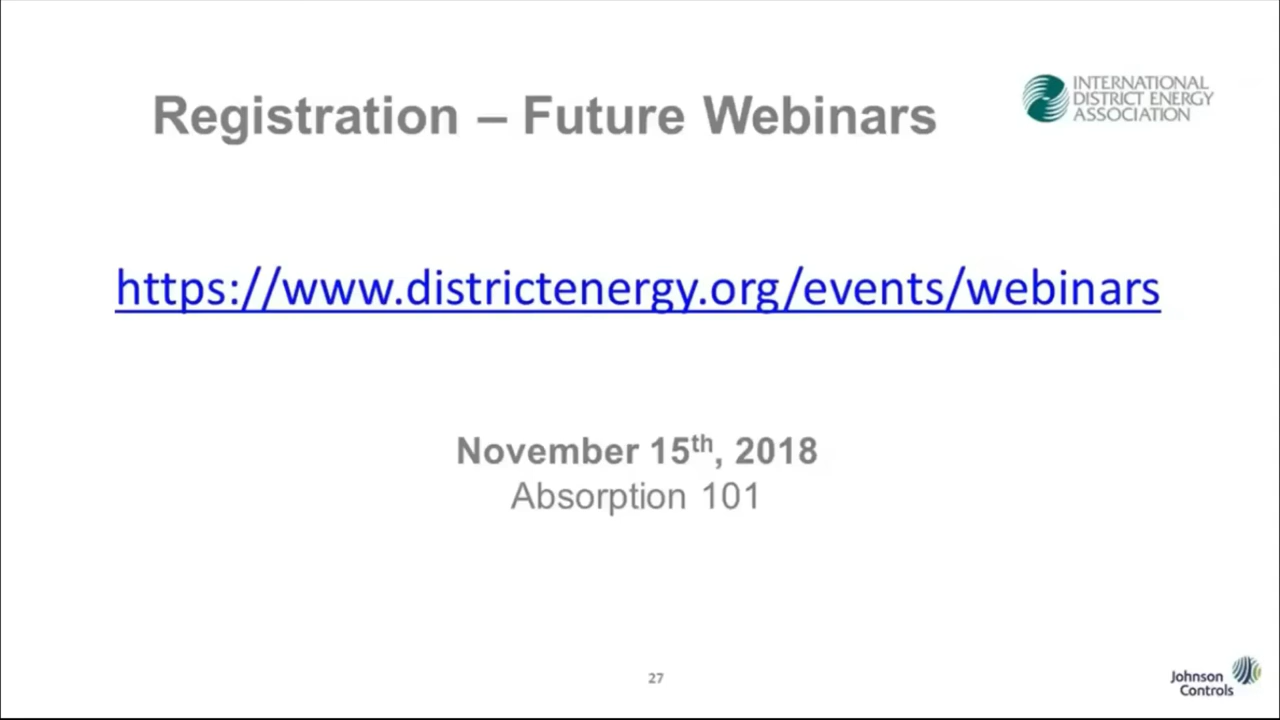 Registration – Future Webinars
INTERNATIONAL
DISTRICT ENERGY
ASSOCIATION
https://www.districtenergy.org/events/webinars
November 15th, 2018
Absorption 101
27
Johnson
Controls